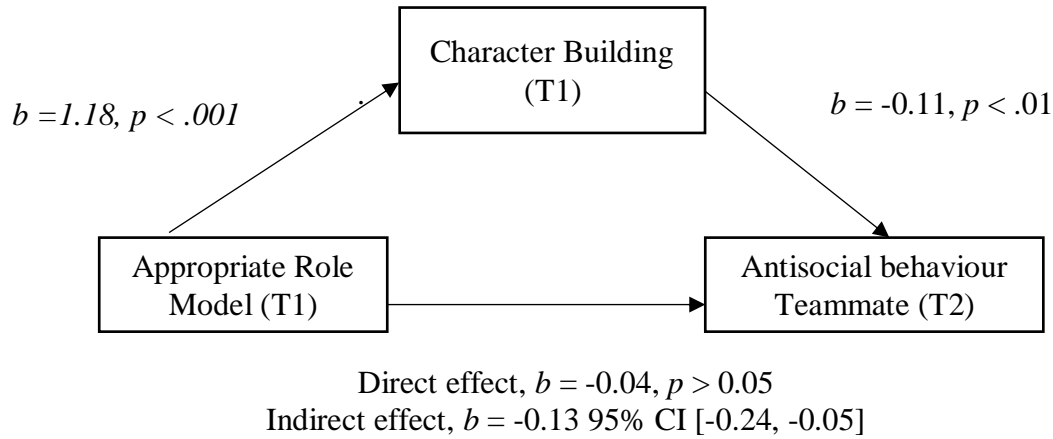 Character Building
(T1)
b =1.18, p < .001
.
b = -0.11, p < .01
Appropriate Role
Model (T1)
Antisocial behaviour
Teammate (T2)
Direct effect, b = -0.04, p > 0.05
Indirect effect, b = -0.13 95% CI [-0.24, -0.05]